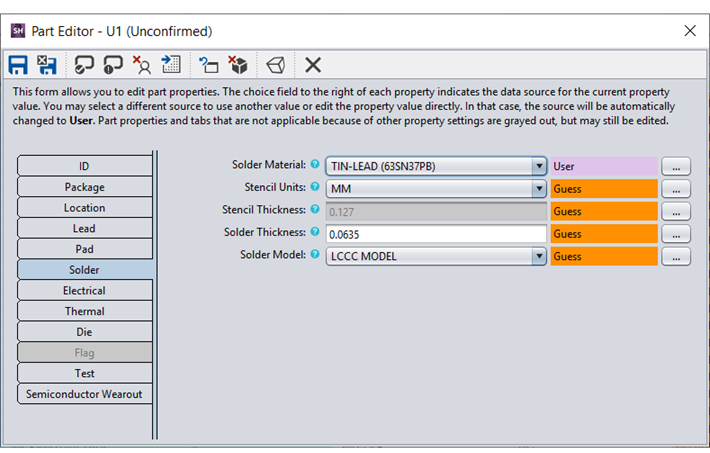 SH Part Editor - U1 (Unconfirmed)
This form allows you to edit part properties. The choice field to the right of each property indicates the data source for the current property
value. You may select a different source to use another value or edit the property value directly. In that case, the source will be automatically
changed to User. Part properties and tabs that are not applicable because of other property settings are grayed out, but may still be edited.
ID
Package
Location
Lead
Pad
Solder
Electrical
Thermal
Die
Flag
Test
Semiconductor Wearout
Solder Material: ? TIN-LEAD (63SN37PB) User ...
Stencil Units: ? MM Guess ...
Stencil Thickness: ? 0.127 Guess ...
Solder Thickness: ? 0.0635 Guess ...
Solder Model: ? LCCC MODEL Guess ...